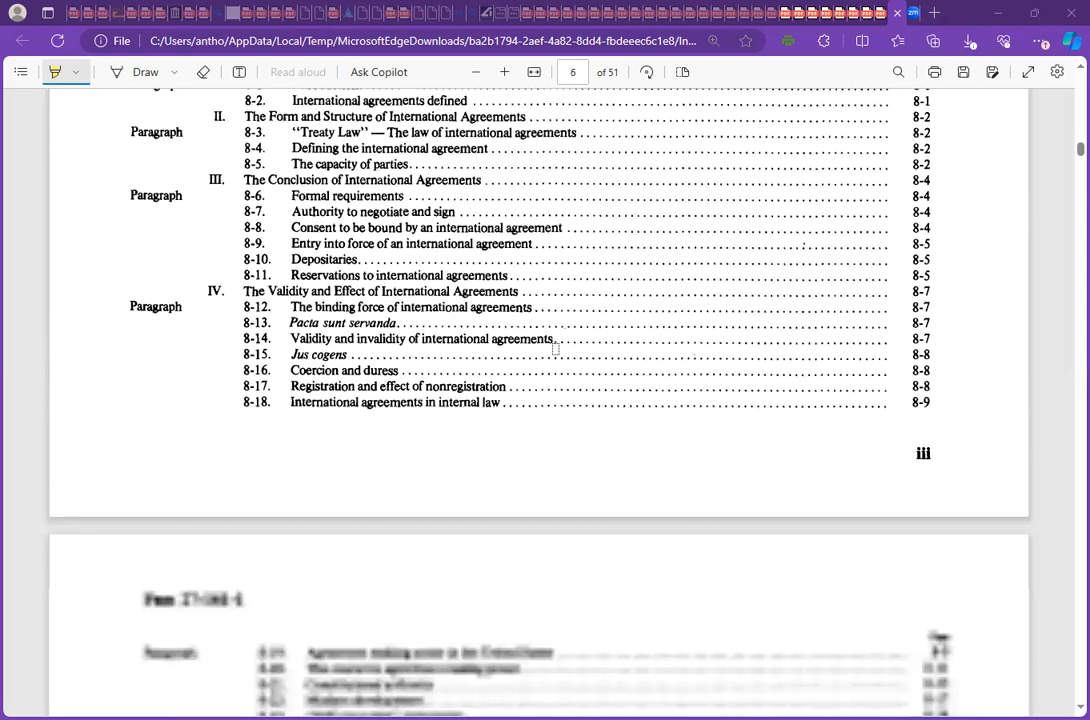 File C:/Users/antho/AppData/Local/Temp/MicrosoftEdgeDownloads/ba2b1794-2aef-4a82-8dd4-fbdeeec6c1e8/In...
Draw Read aloud Ask Copilot 6 of 51
8-2. International agreements defined 8-1
II. The Form and Structure of International Agreements 8-2
Paragraph 8-3. ‘‘Treaty Law’’ — The law of international agreements 8-2
8-4. Defining the international agreement 8-2
8-5. The capacity of parties 8-2
III. The Conclusion of International Agreements 8-4
Paragraph 8-6. Formal requirements 8-4
8-7. Authority to negotiate and sign 8-4
8-8. Consent to be bound by an international agreement 8-4
8-9. Entry into force of an international agreement 8-5
8-10. Depositaries 8-5
8-11. Reservations to international agreements 8-5
IV. The Validity and Effect of International Agreements 8-7
Paragraph 8-12. The binding force of international agreements 8-7
8-13. Pacta sunt servanda 8-7
8-14. Validity and invalidity of international agreements 8-7
8-15. Jus cogens 8-8
8-16. Coercion and duress 8-8
8-17. Registration and effect of nonregistration 8-8
8-18. International agreements in internal law 8-9
iii